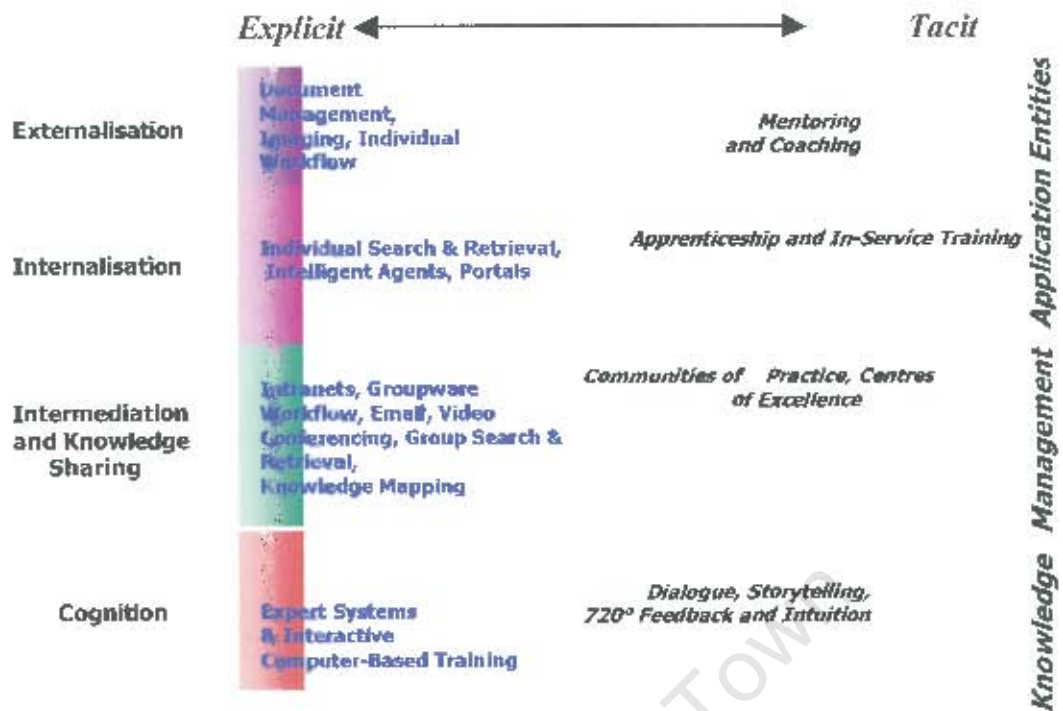 Explicit Tacit
Externalisation
Document
Management,
Imaging, Individual
Workflow
Mentoring
and Coaching
Internalisation
Individual Search & Retrieval,
Intelligent Agents, Portals
Apprenticeship and In-Service Training
Intermediation
and Knowledge
Sharing
Intranets, Groupware
Workflow, Email, Video
Conferencing, Group Search &
Retrieval,
Knowledge Mapping
Communities of Practice, Centres
of Excellence
Cognition
Expert Systems
& Interactive
Computer-Based Training
Dialogue, Storytelling,
720° Feedback and Intuition
Knowledge Management Application Entities
Town